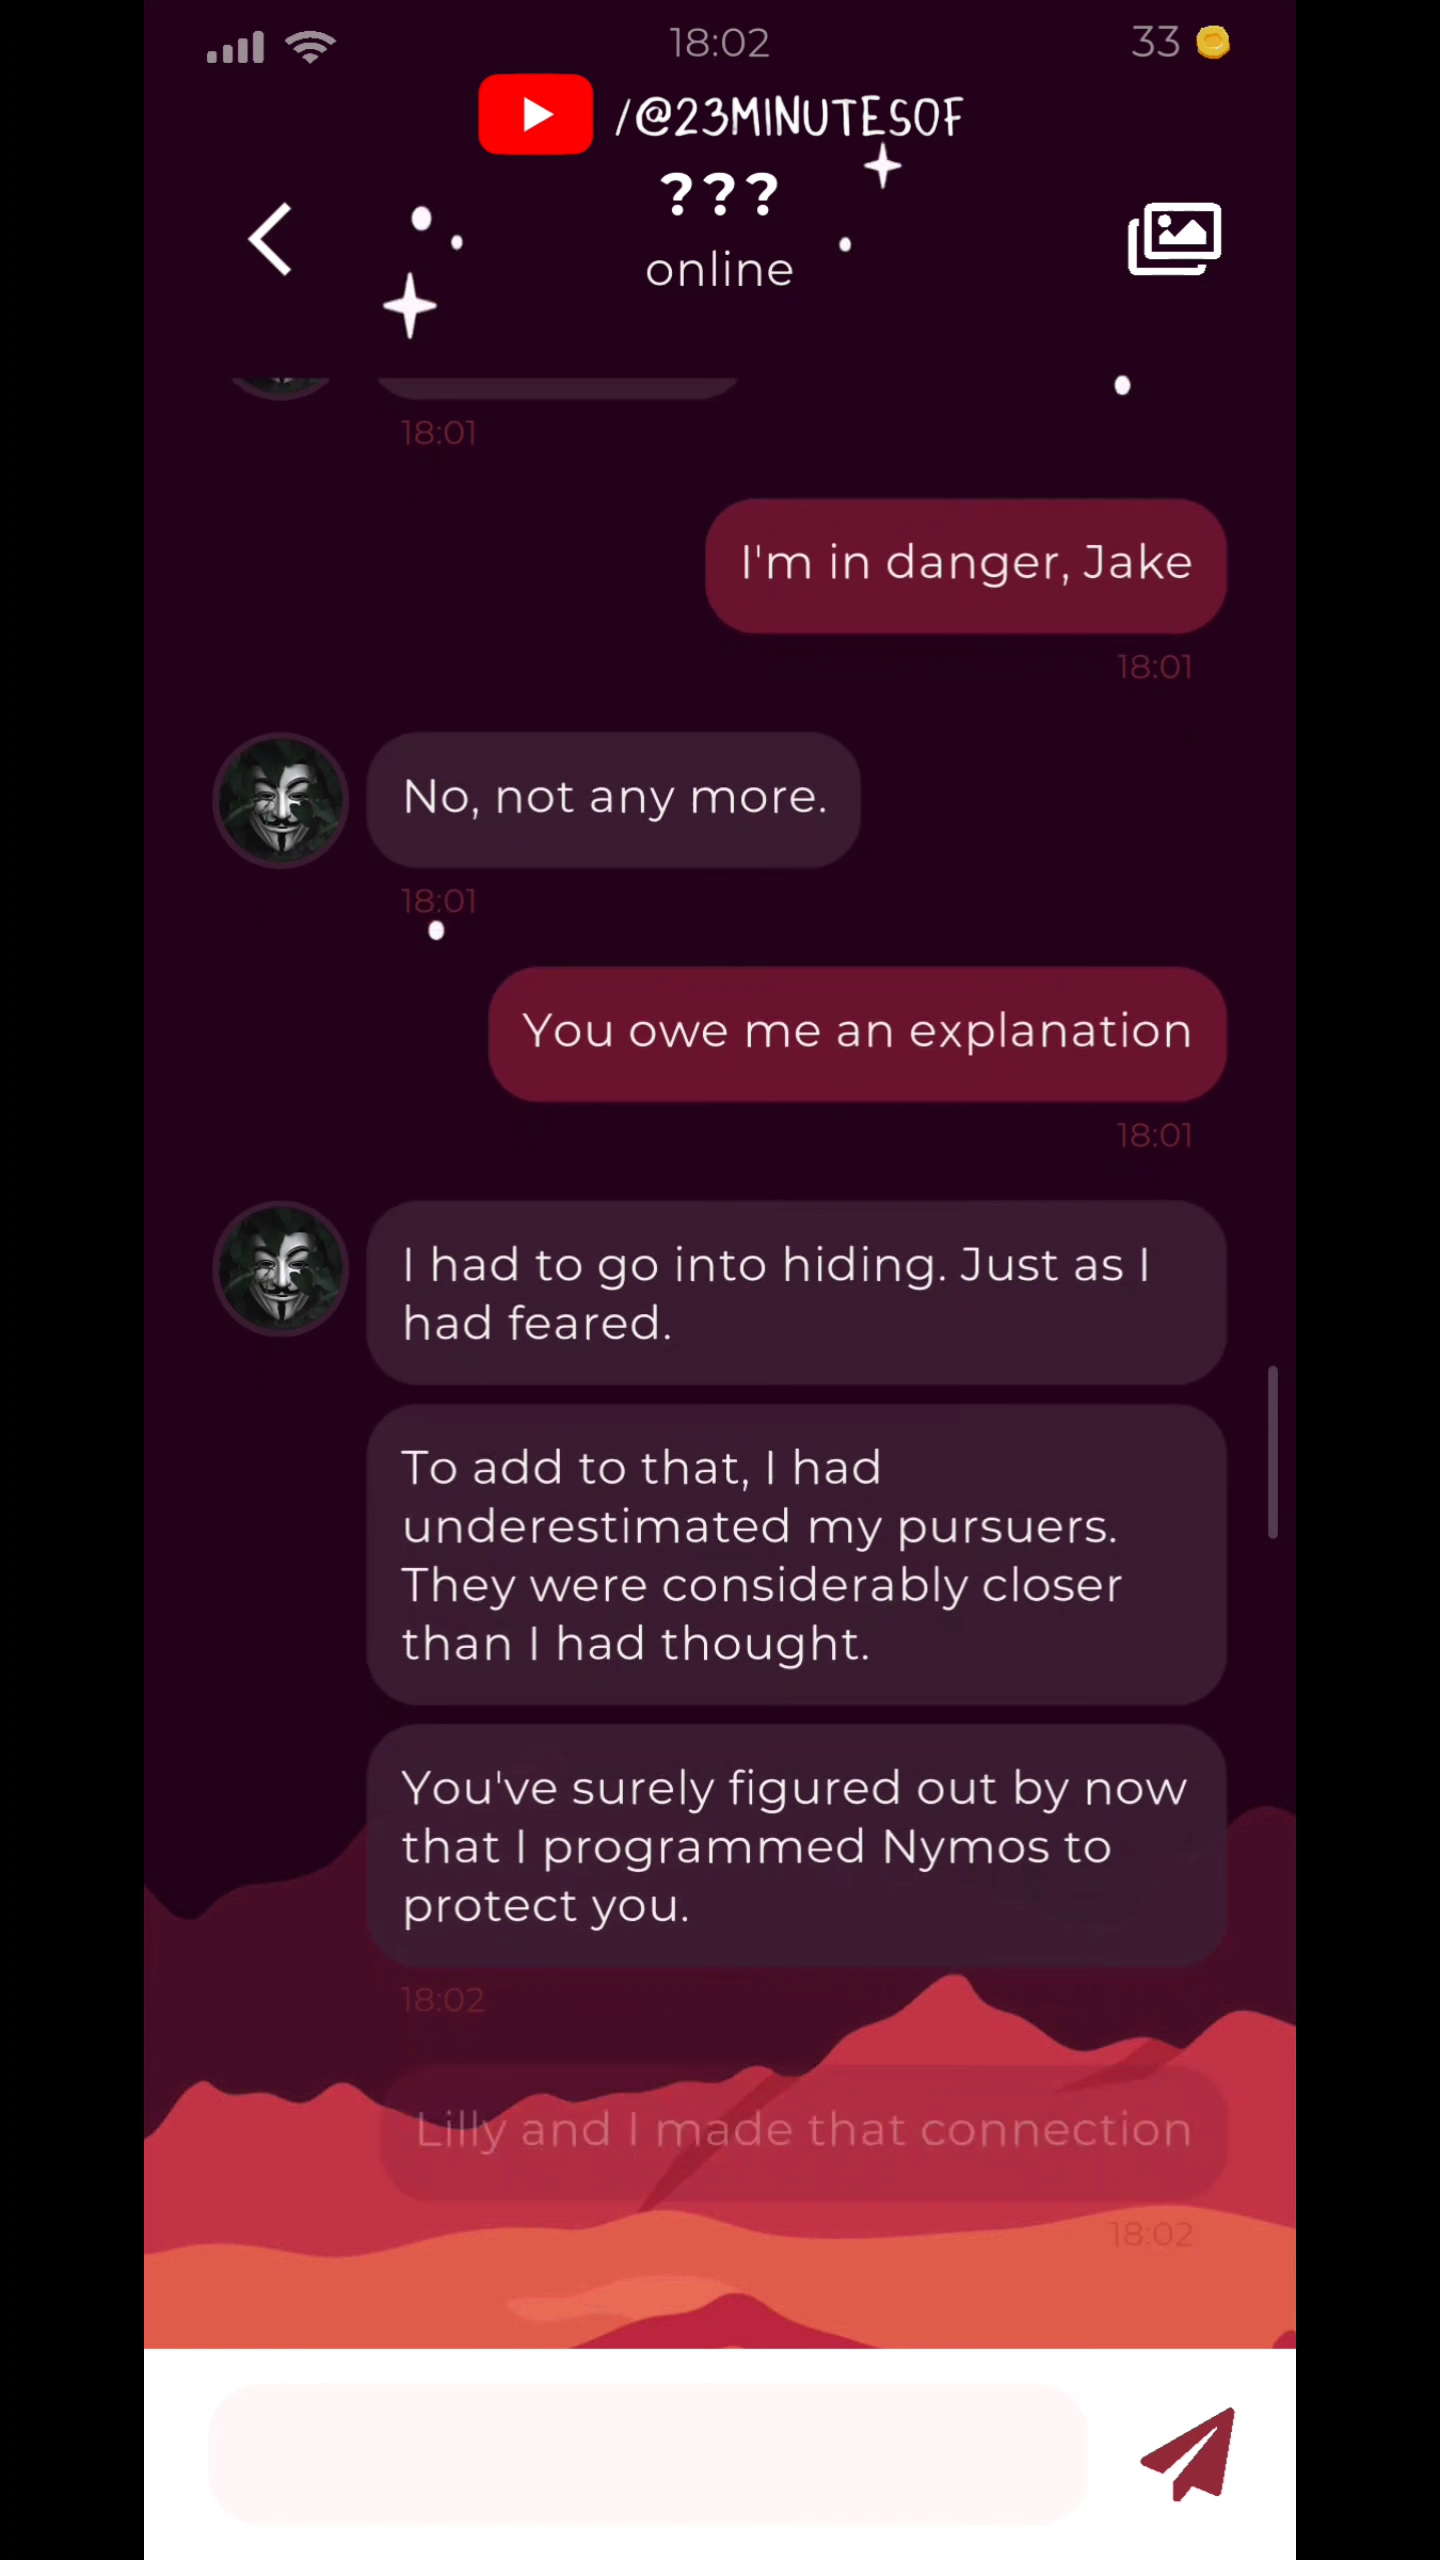 18:02
33
/@23MINUTESOF
???
online
18:01
I'm in danger, Jake
18:01
No, not any more.
18:01
You owe me an explanation
18:01
I had to go into hiding. Just as I
had feared.
To add to that, I had
underestimated my pursuers.
They were considerably closer
than I had thought.
You've surely figured out by now
that I programmed Nymos to
protect you.
18:02
Lilly and I made that connection
18:02